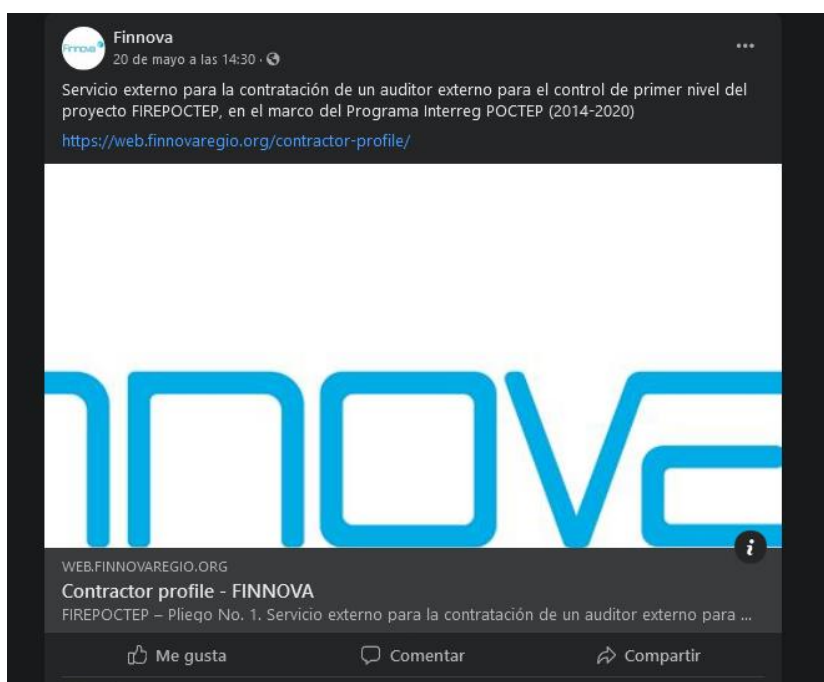 Finnova
Finnova
20 de mayo a las 14:30 ·
Servicio externo para la contratación de un auditor externo para el control de primer nivel del
proyecto FIREPOCTEP, en el marco del Programa Interreg POCTEP (2014-2020)
https://web.finnovaregio.org/contractor-profile/
nnova
WEB.FINNOVAREGIO.ORG
Contractor profile - FINNOVA
FIREPOCTEP – Pliego No. 1. Servicio externo para la contratación de un auditor externo para ...
Me gusta
Comentar
Compartir